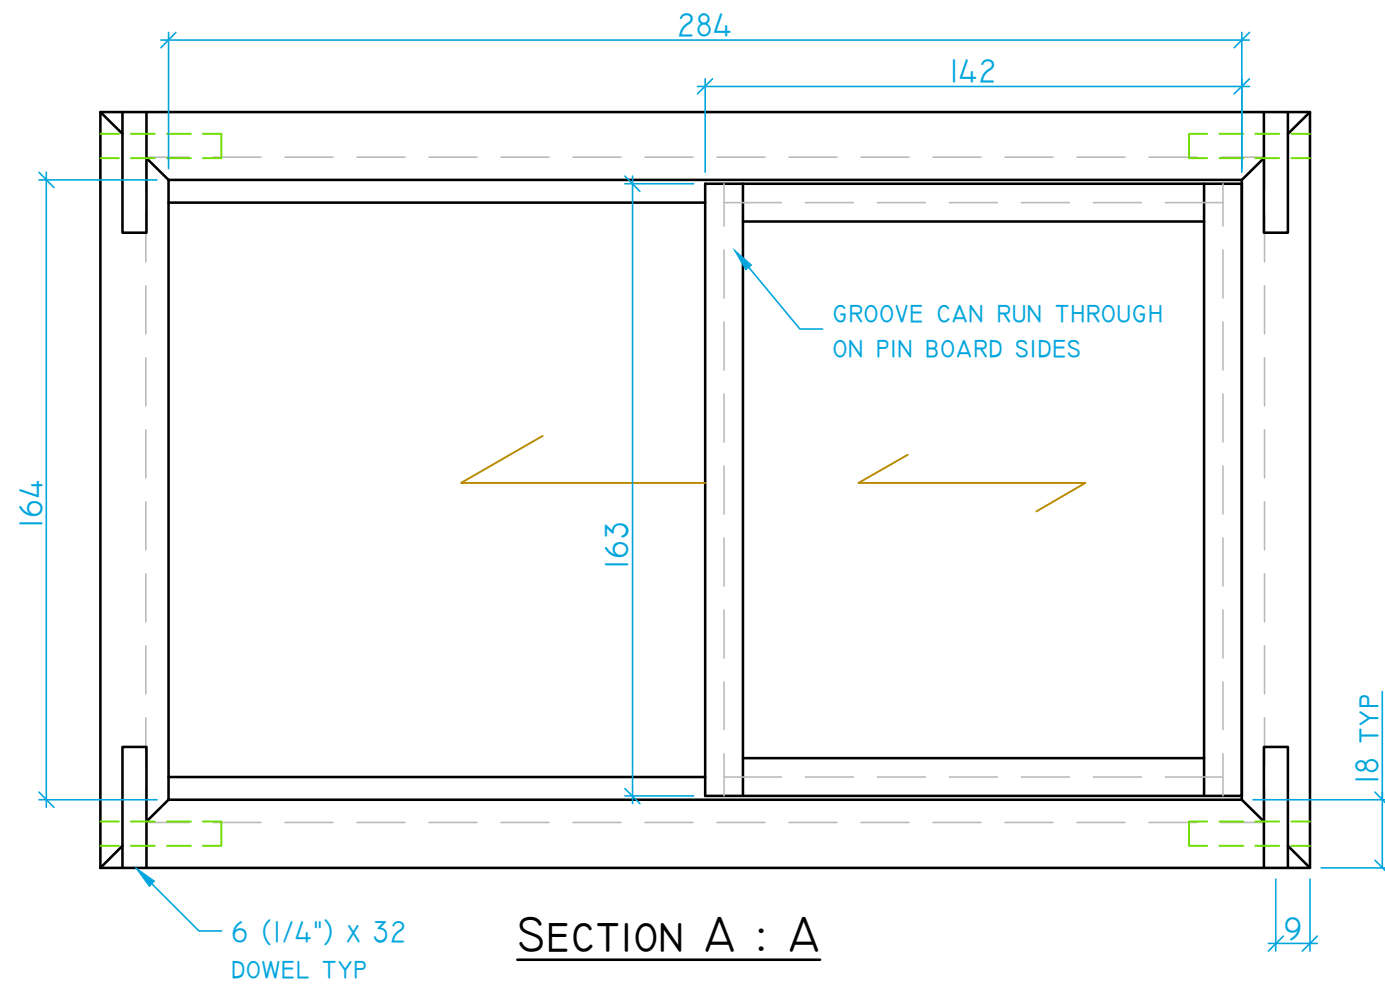 284
142
GROOVE CAN RUN THROUGH
ON PIN BOARD SIDES
164
163
18 TYP
6 (1/4") X 32
DOWEL TYP
SECTION A : A
9